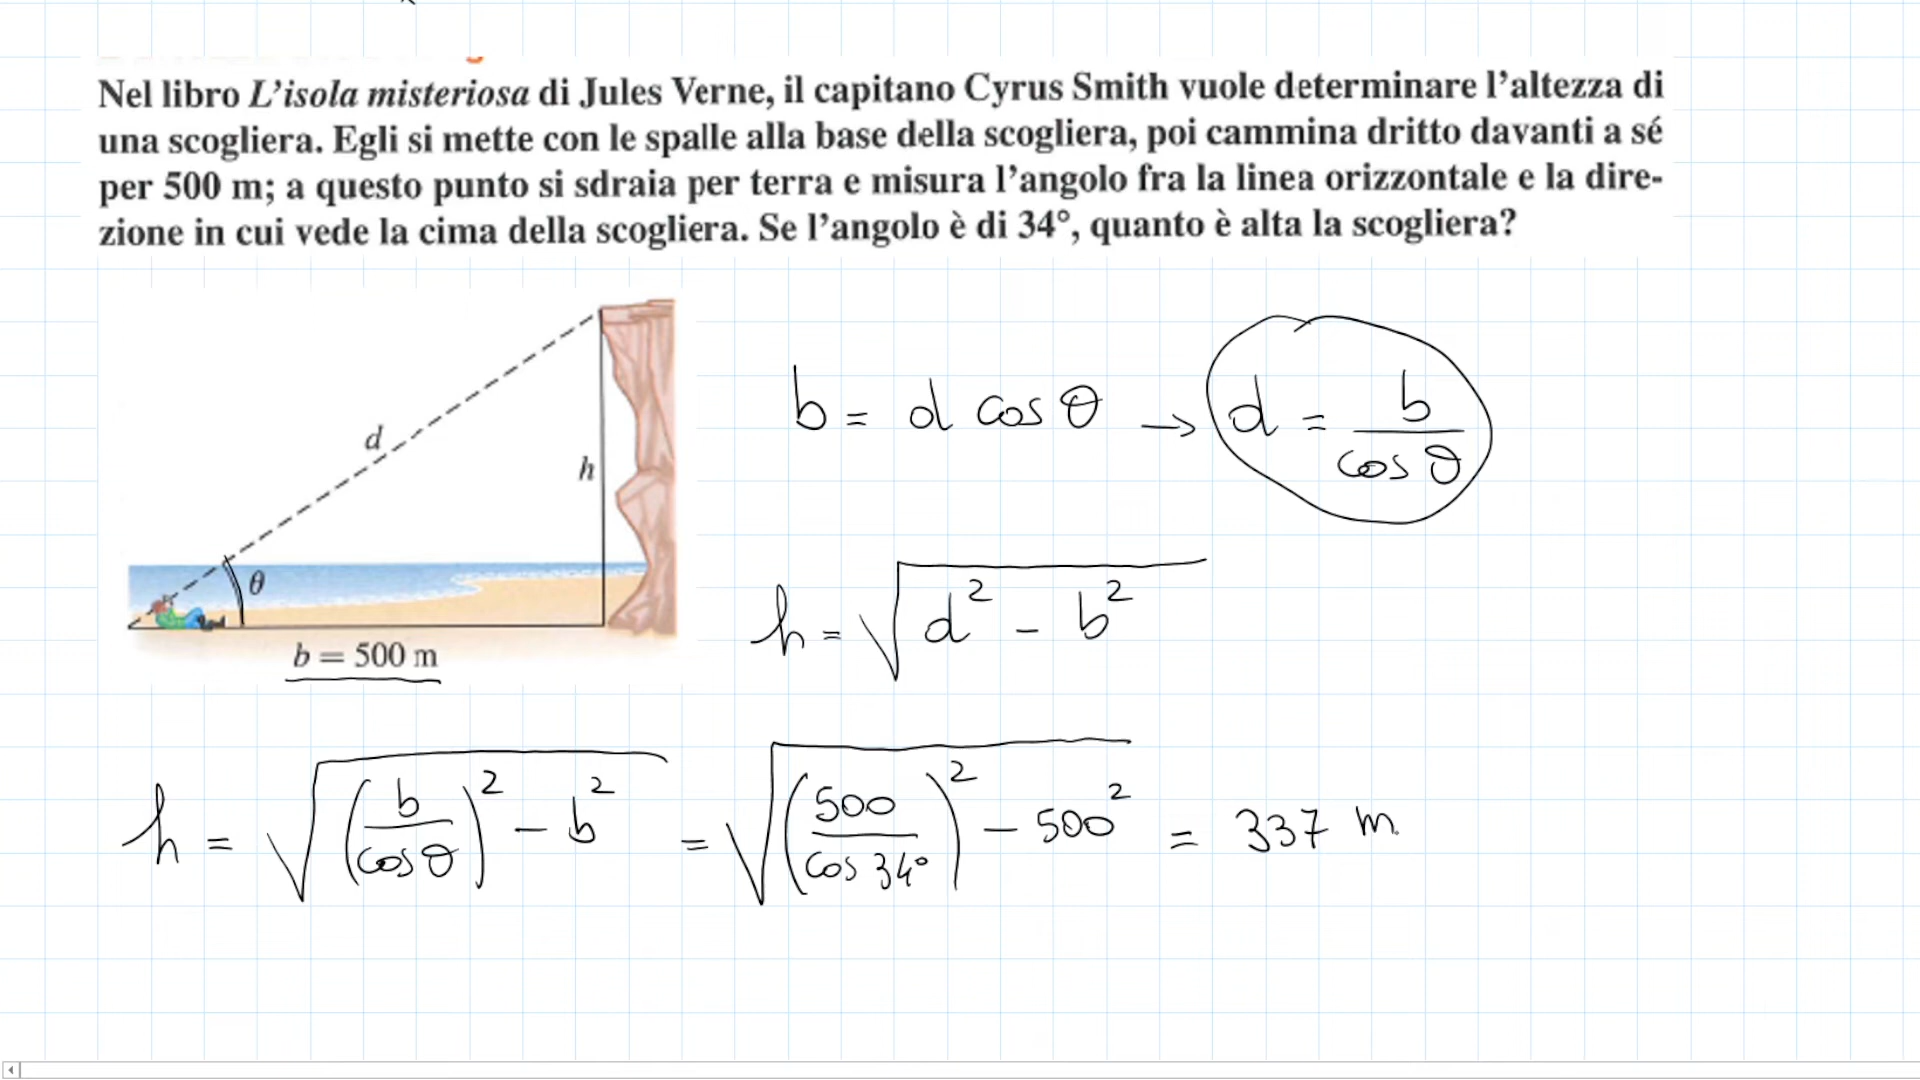 Nel libro L'isola misteriosa di Jules Verne, il capitano Cyrus Smith vuole determinare l'altezza di
una scogliera. Egli si mette con le spalle alla base della scogliera, poi cammina dritto davanti a sé
per 500 m; a questo punto si sdraia per terra e misura l'angolo fra la linea orizzontale e la dire-
zione in cui vede la cima della scogliera. Se l'angolo è di 34°, quanto è alta la scogliera?
d
h
θ
b = 500 m
b = d cos θ → d = b / cos θ
h = √(d² - b²)
h = √((b / cos θ)² - b²) = √((500 / cos 34°)² - 500²) = 337 m